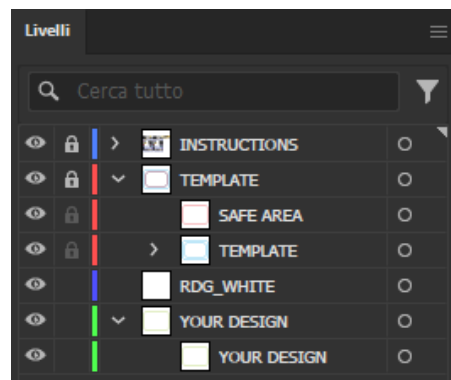 Livelli
Cerca tutto
INSTRUCTIONS
TEMPLATE
SAFE AREA
TEMPLATE
RDG_WHITE
YOUR DESIGN
YOUR DESIGN